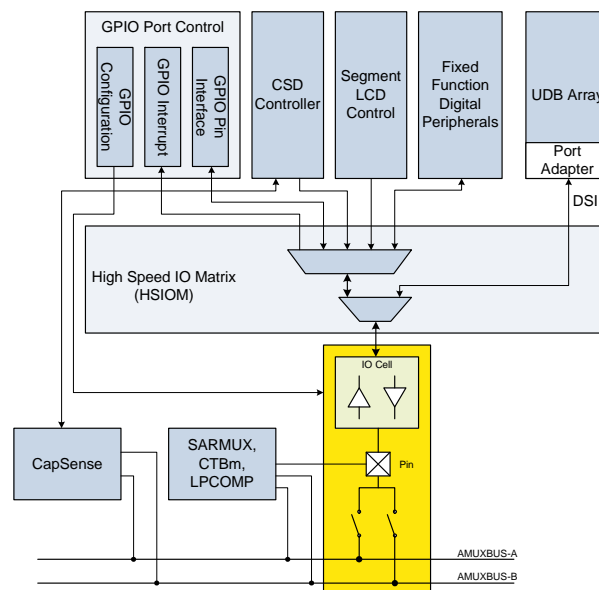 GPIO Port Control
GPIO
Configuration
GPIO Interrupt
GPIO Pin
Interface
CSD
Controller
Segment
LCD
Control
Fixed
Function
Digital
Peripherals
UDB Array
Port
Adapter
DSI
High Speed IO Matrix
(HSIOM)
IO Cell
CapSense
SARMUX,
CTBm,
LPCOMP
Pin
AMUXBUS-A
AMUXBUS-B